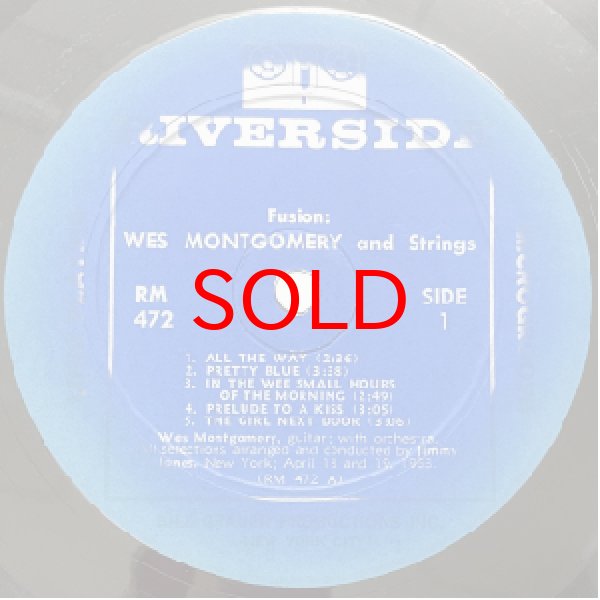 RIVERSIDE
Fusion:
WES MONTGOMERY and Strings
RM
472
SOLD
SIDE
1
1. ALL THE WAY (2:36)
2. PRETTY BLUE (3:38)
3. IN THE WEE SMALL HOURS
OF THE MORNING (2:49)
4. PRELUDE TO A KISS (3:05)
5. THE GIRL NEXT DOOR (3:06)
Wes Montgomery, guitar; with orchestra.
All selections arranged and conducted by Jimmy
Jones. New York; April 18 and 19, 1963.
(RM 472 A)